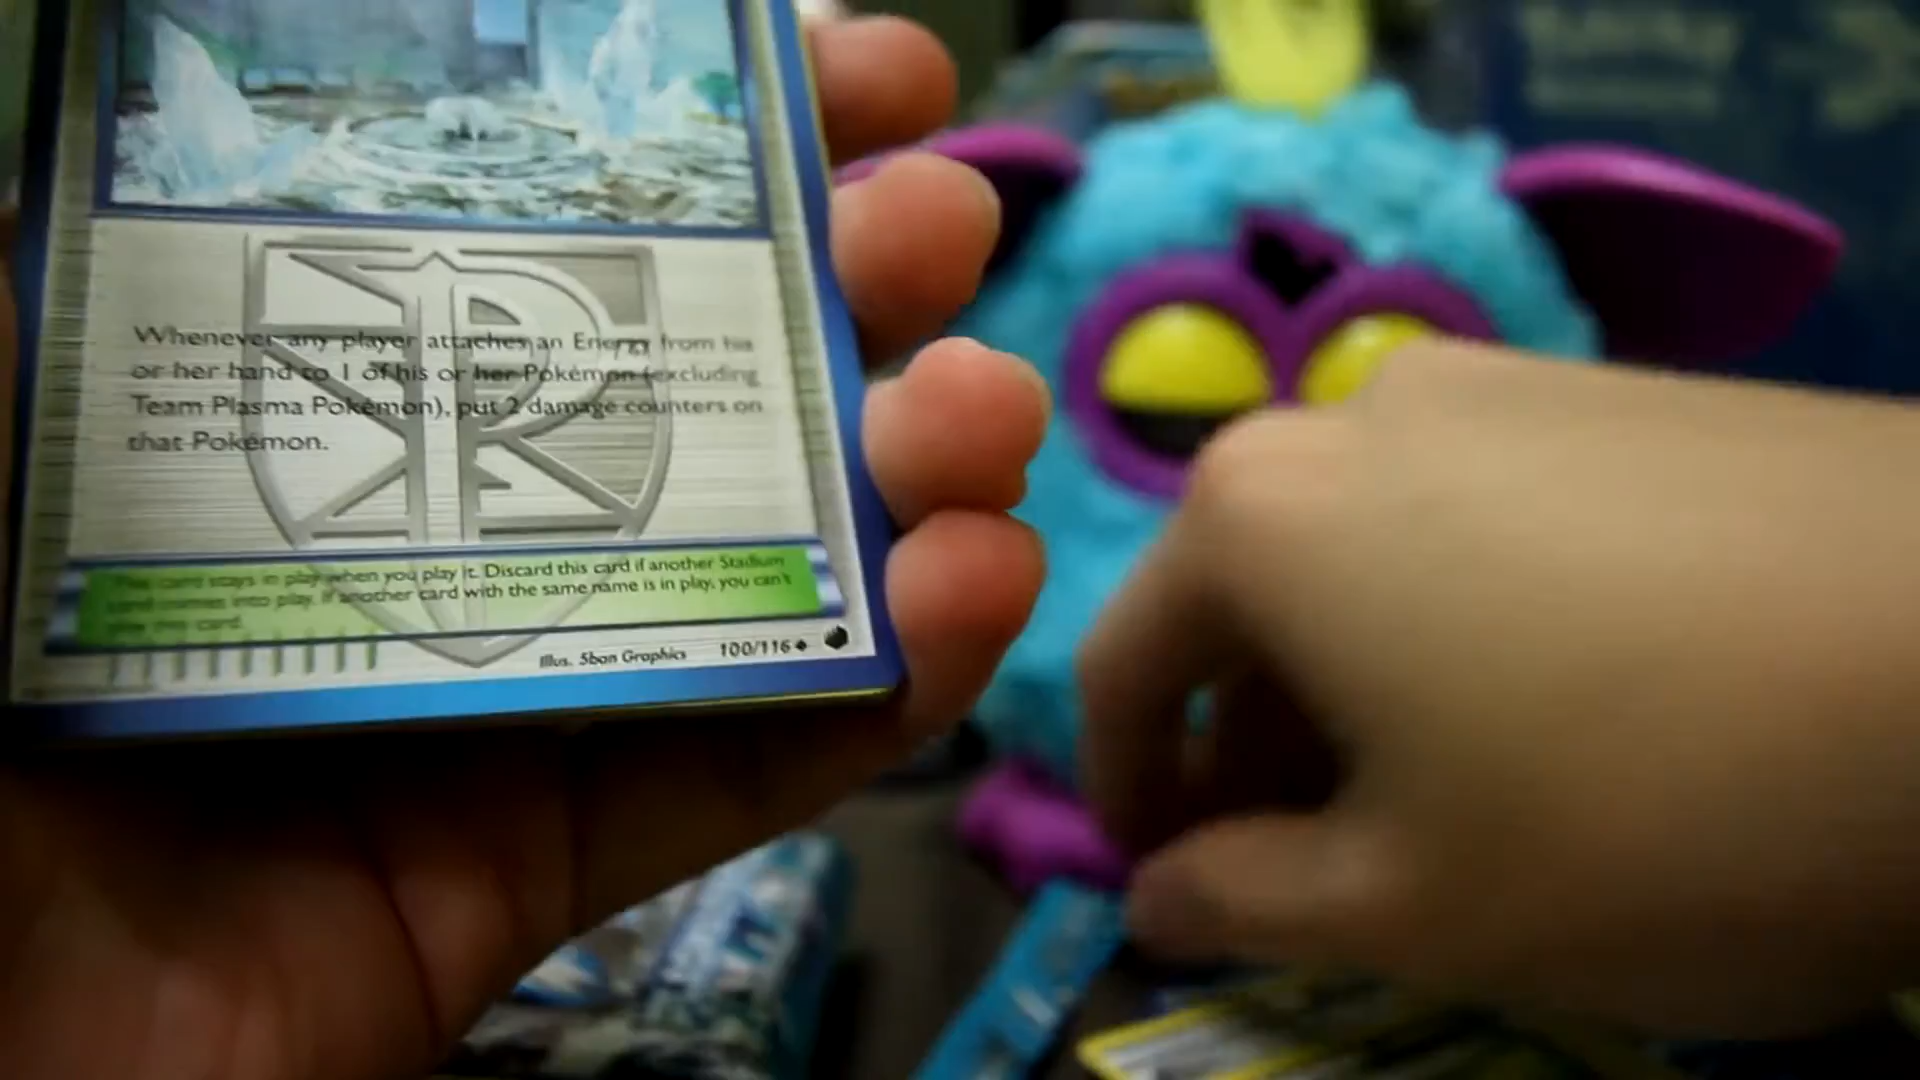 Whenever any player attaches an Energy from his
or her hand to 1 of his or her Pokémon (excluding
Team Plasma Pokémon), put 2 damage counters on
that Pokémon.
This card stays in play when you play it. Discard this card if another Stadium
card comes into play. If another card with the same name is in play, you can't
play this card.
Illus. 5ban Graphics 100/116